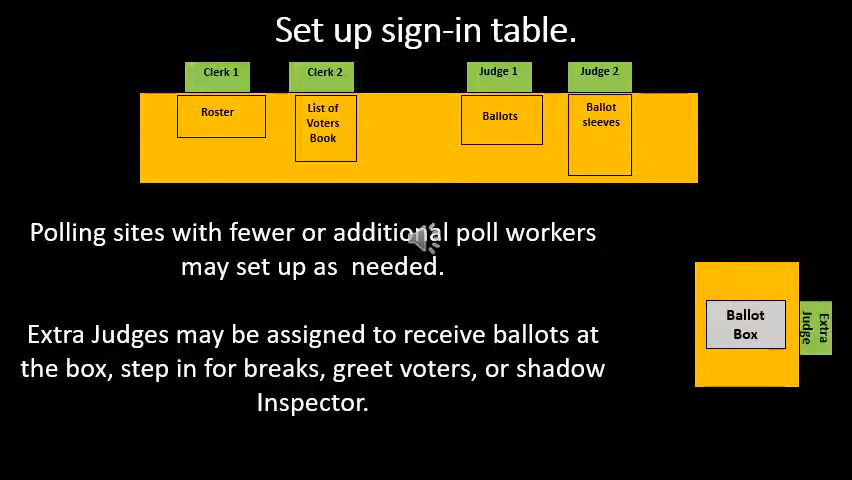 Set up sign-in table.
Clerk 1
Clerk 2
Judge 1
Judge 2
Roster
List of
Voters
Book
Ballots
Ballot
sleeves
Polling sites with fewer or additional poll workers
may set up as needed.
Extra Judges may be assigned to receive ballots at
the box, step in for breaks, greet voters, or shadow
Inspector.
Ballot
Box
Extra
Judge